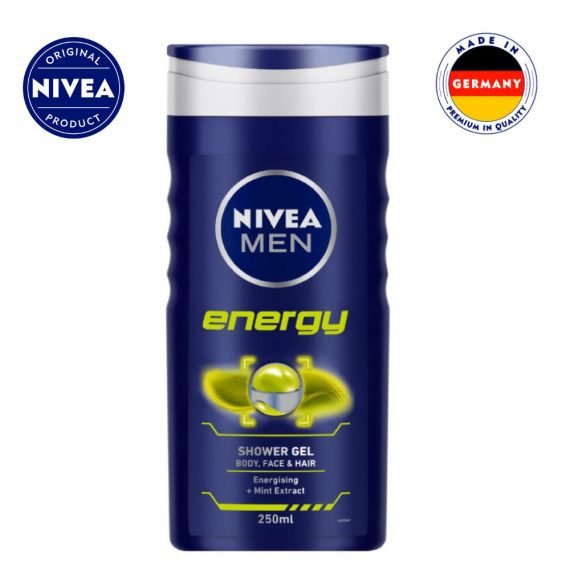 ORIGINAL
NIVEA
PRODUCT
MADE IN
GERMANY
PREMIUM IN QUALITY
NIVEA
MEN
energy
SHOWER GEL
BODY, FACE & HAIR
Energising
+ Mint Extract
250ml